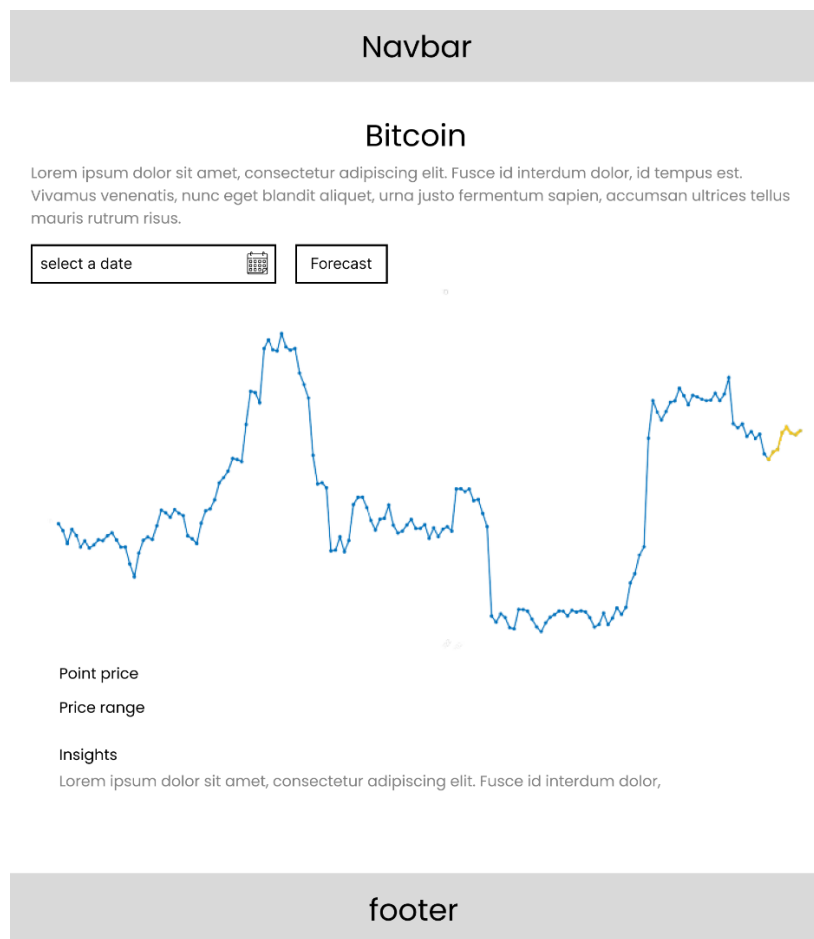 Navbar
Bitcoin
Lorem ipsum dolor sit amet, consectetur adipiscing elit. Fusce id interdum dolor, id tempus est.
Vivamus venenatis, nunc eget blandit aliquet, urna justo fermentum sapien, accumsan ultrices tellus
mauris rutrum risus.
select a date
Forecast
Point price
Price range
Insights
Lorem ipsum dolor sit amet, consectetur adipiscing elit. Fusce id interdum dolor,
footer